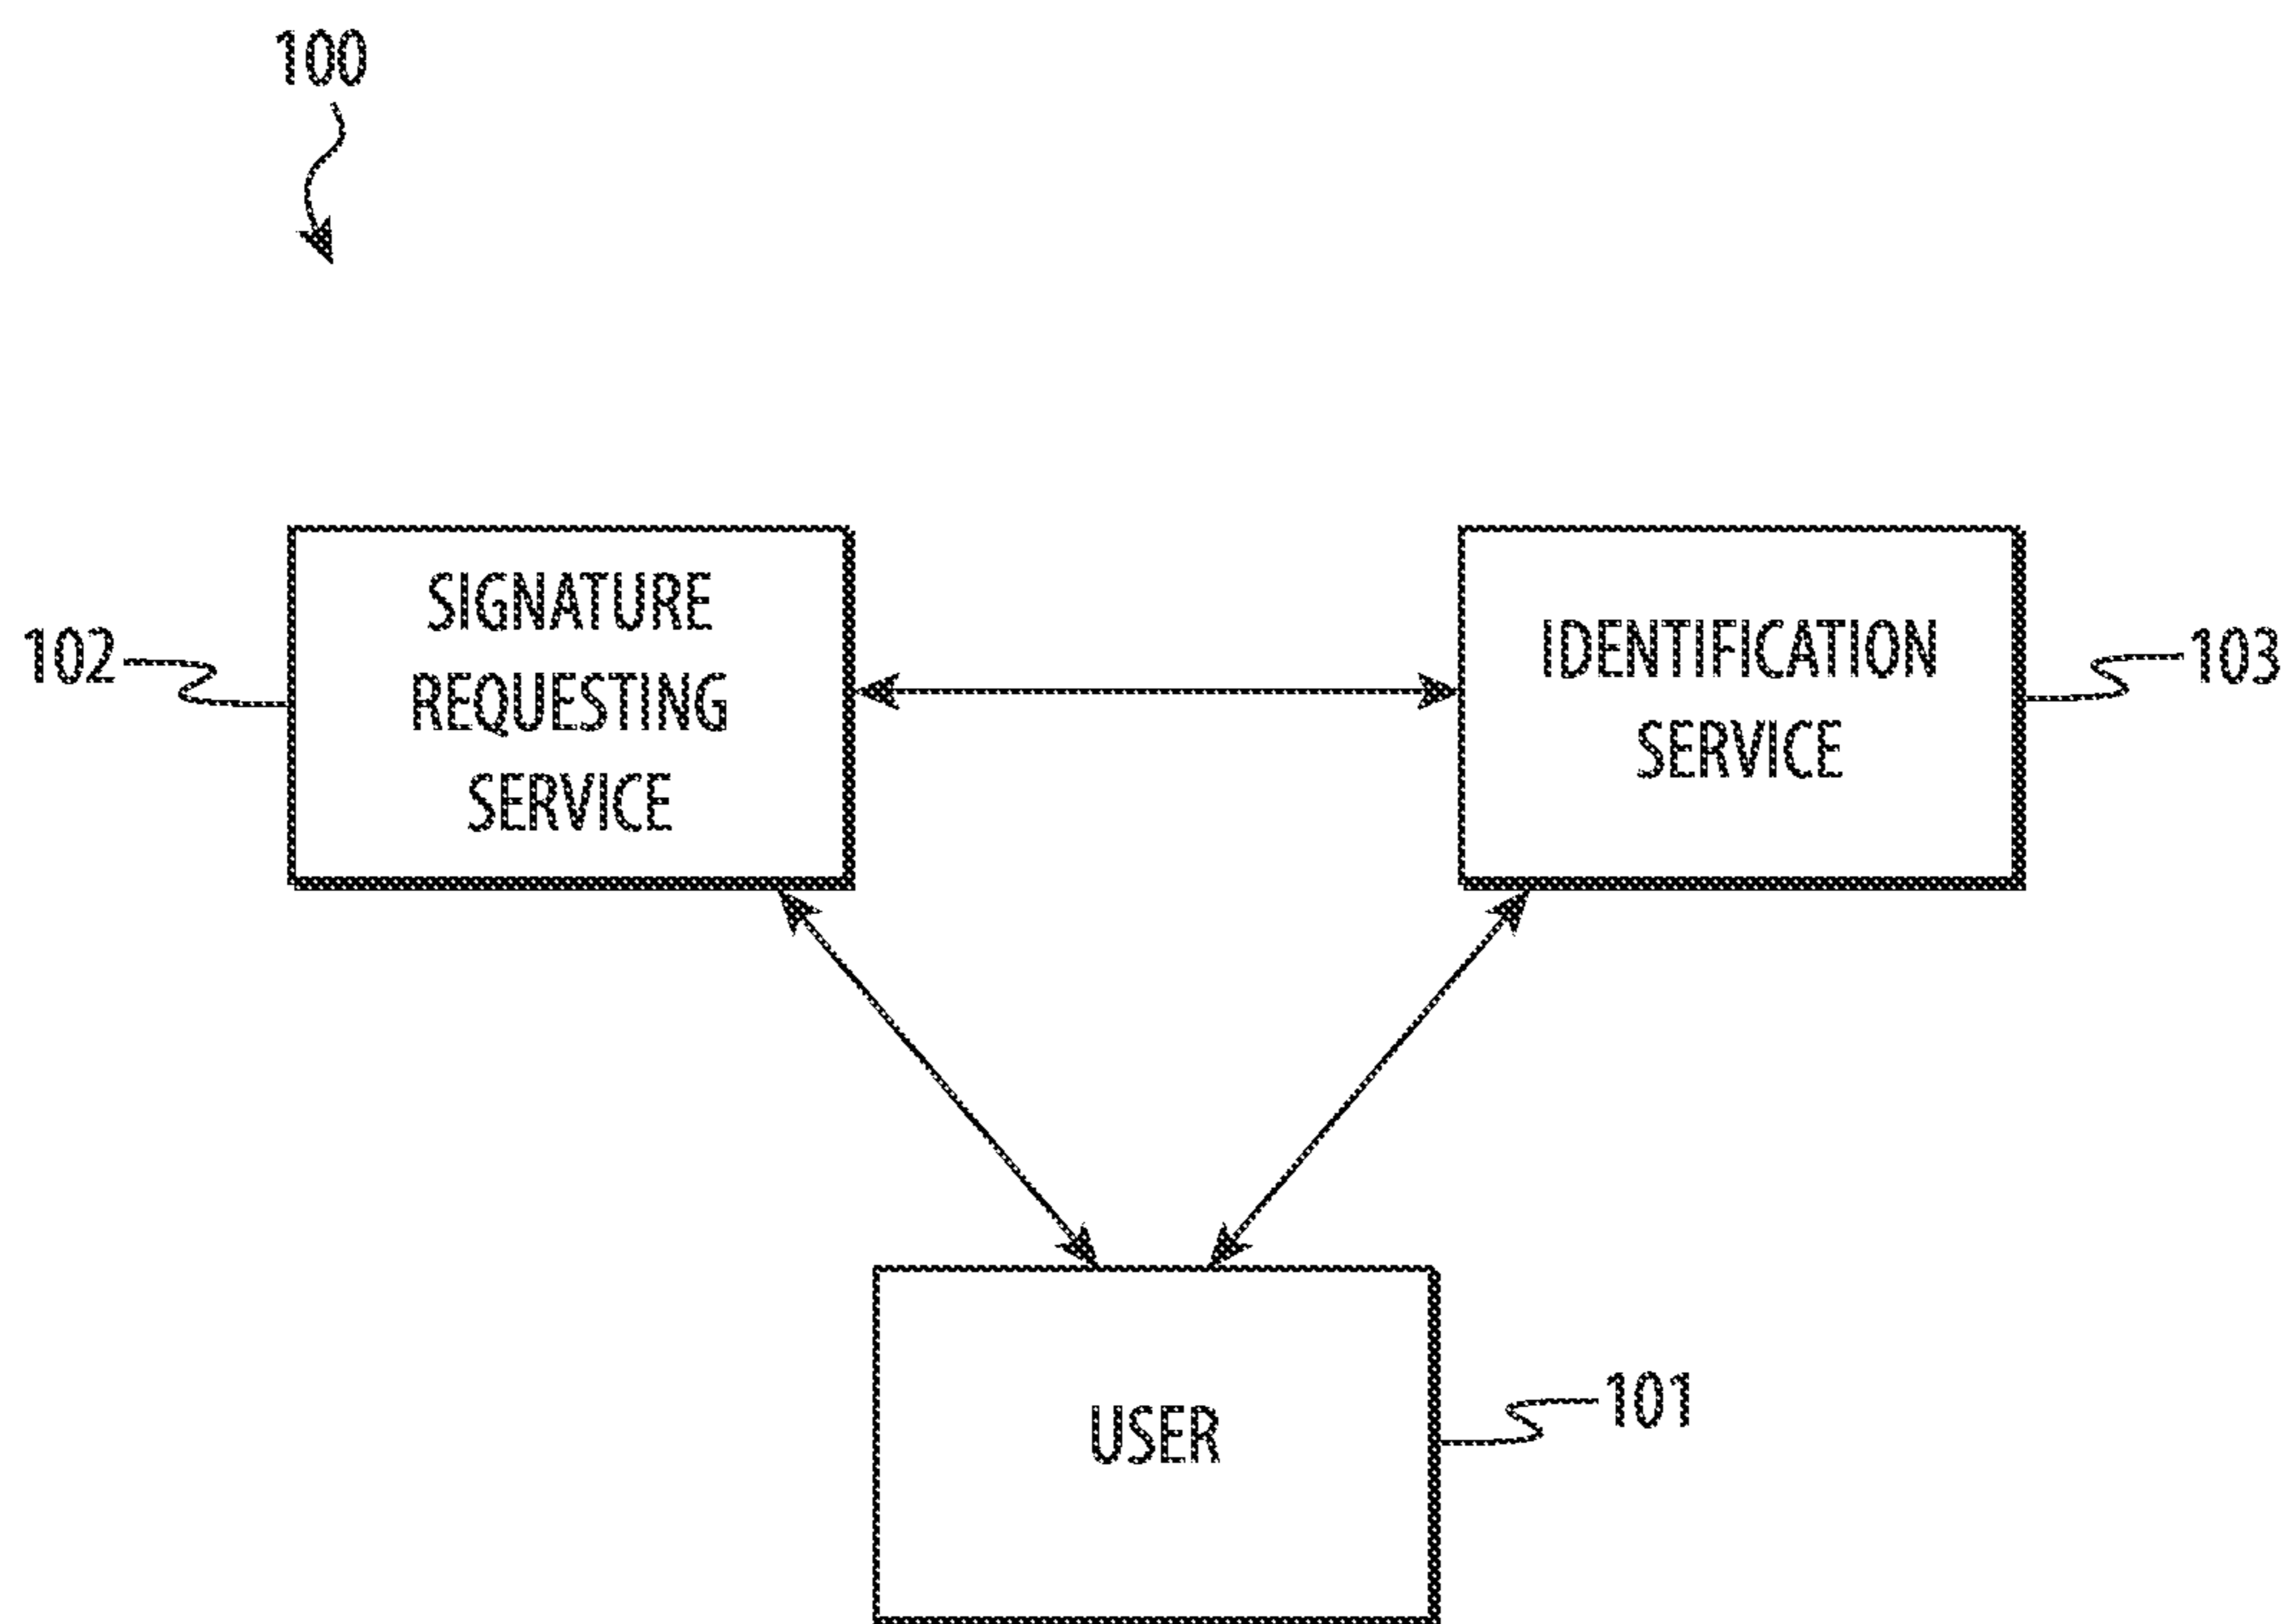 100
102
SIGNATURE
REQUESTING
SERVICE
IDENTIFICATION
SERVICE
103
USER
101